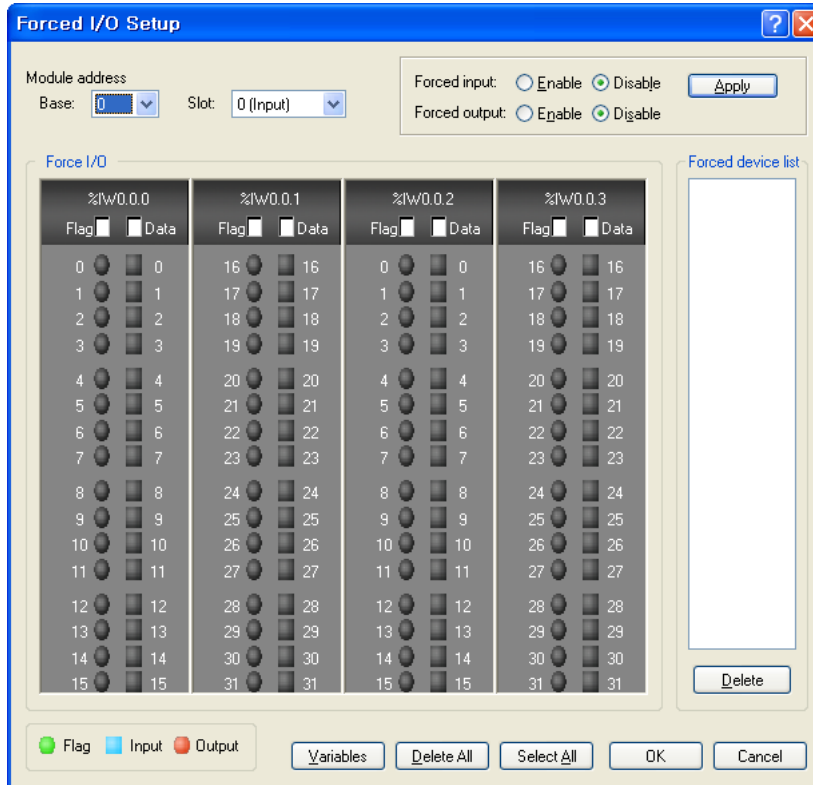 Forced I/O Setup
Module address
Base: 0 Slot: 0 (Input)
Forced input: Enable Disable Apply
Forced output: Enable Disable
Force I/O
Forced device list
%IW0.0.0 %IW0.0.1 %IW0.0.2 %IW0.0.3
Flag Data Flag Data Flag Data Flag Data
0 0 16 16 0 0 16 16
1 1 17 17 1 1 17 17
2 2 18 18 2 2 18 18
3 3 19 19 3 3 19 19
4 4 20 20 4 4 20 20
5 5 21 21 5 5 21 21
6 6 22 22 6 6 22 22
7 7 23 23 7 7 23 23
8 8 24 24 8 8 24 24
9 9 25 25 9 9 25 25
10 10 26 26 10 10 26 26
11 11 27 27 11 11 27 27
12 12 28 28 12 12 28 28
13 13 29 29 13 13 29 29
14 14 30 30 14 14 30 30
15 15 31 31 15 15 31 31
Delete
Flag Input Output
Variables Delete All Select All OK Cancel